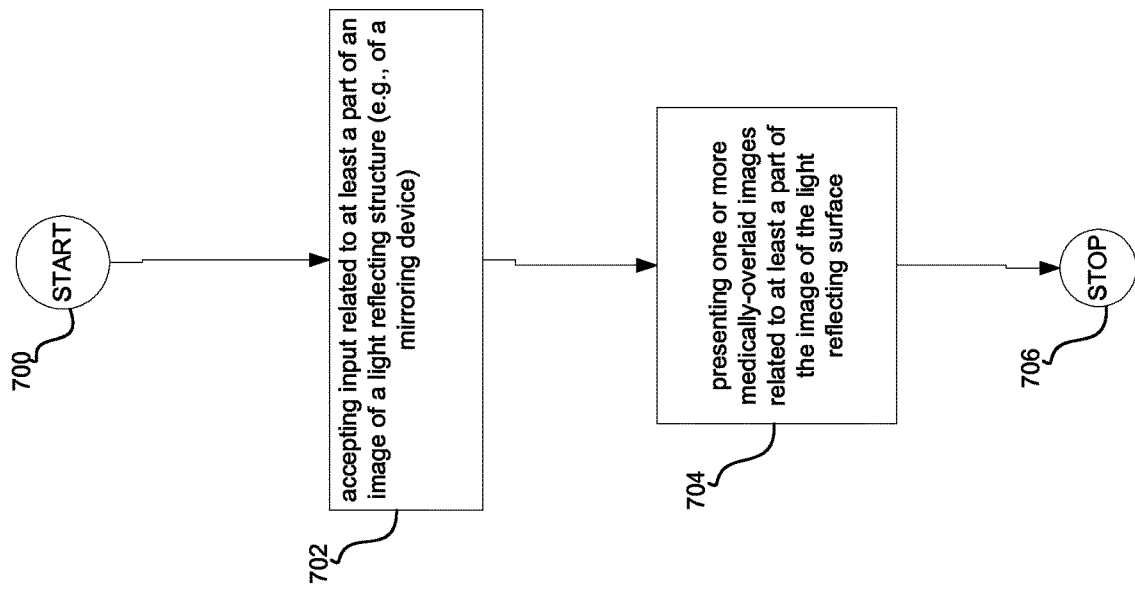 START
700
accepting input related to at least a part of an
image of a light reflecting structure (e.g., of a
mirroring device)
702
presenting one or more
medically-overlaid images
related to at least a part of
the image of the light
reflecting surface
704
STOP
706